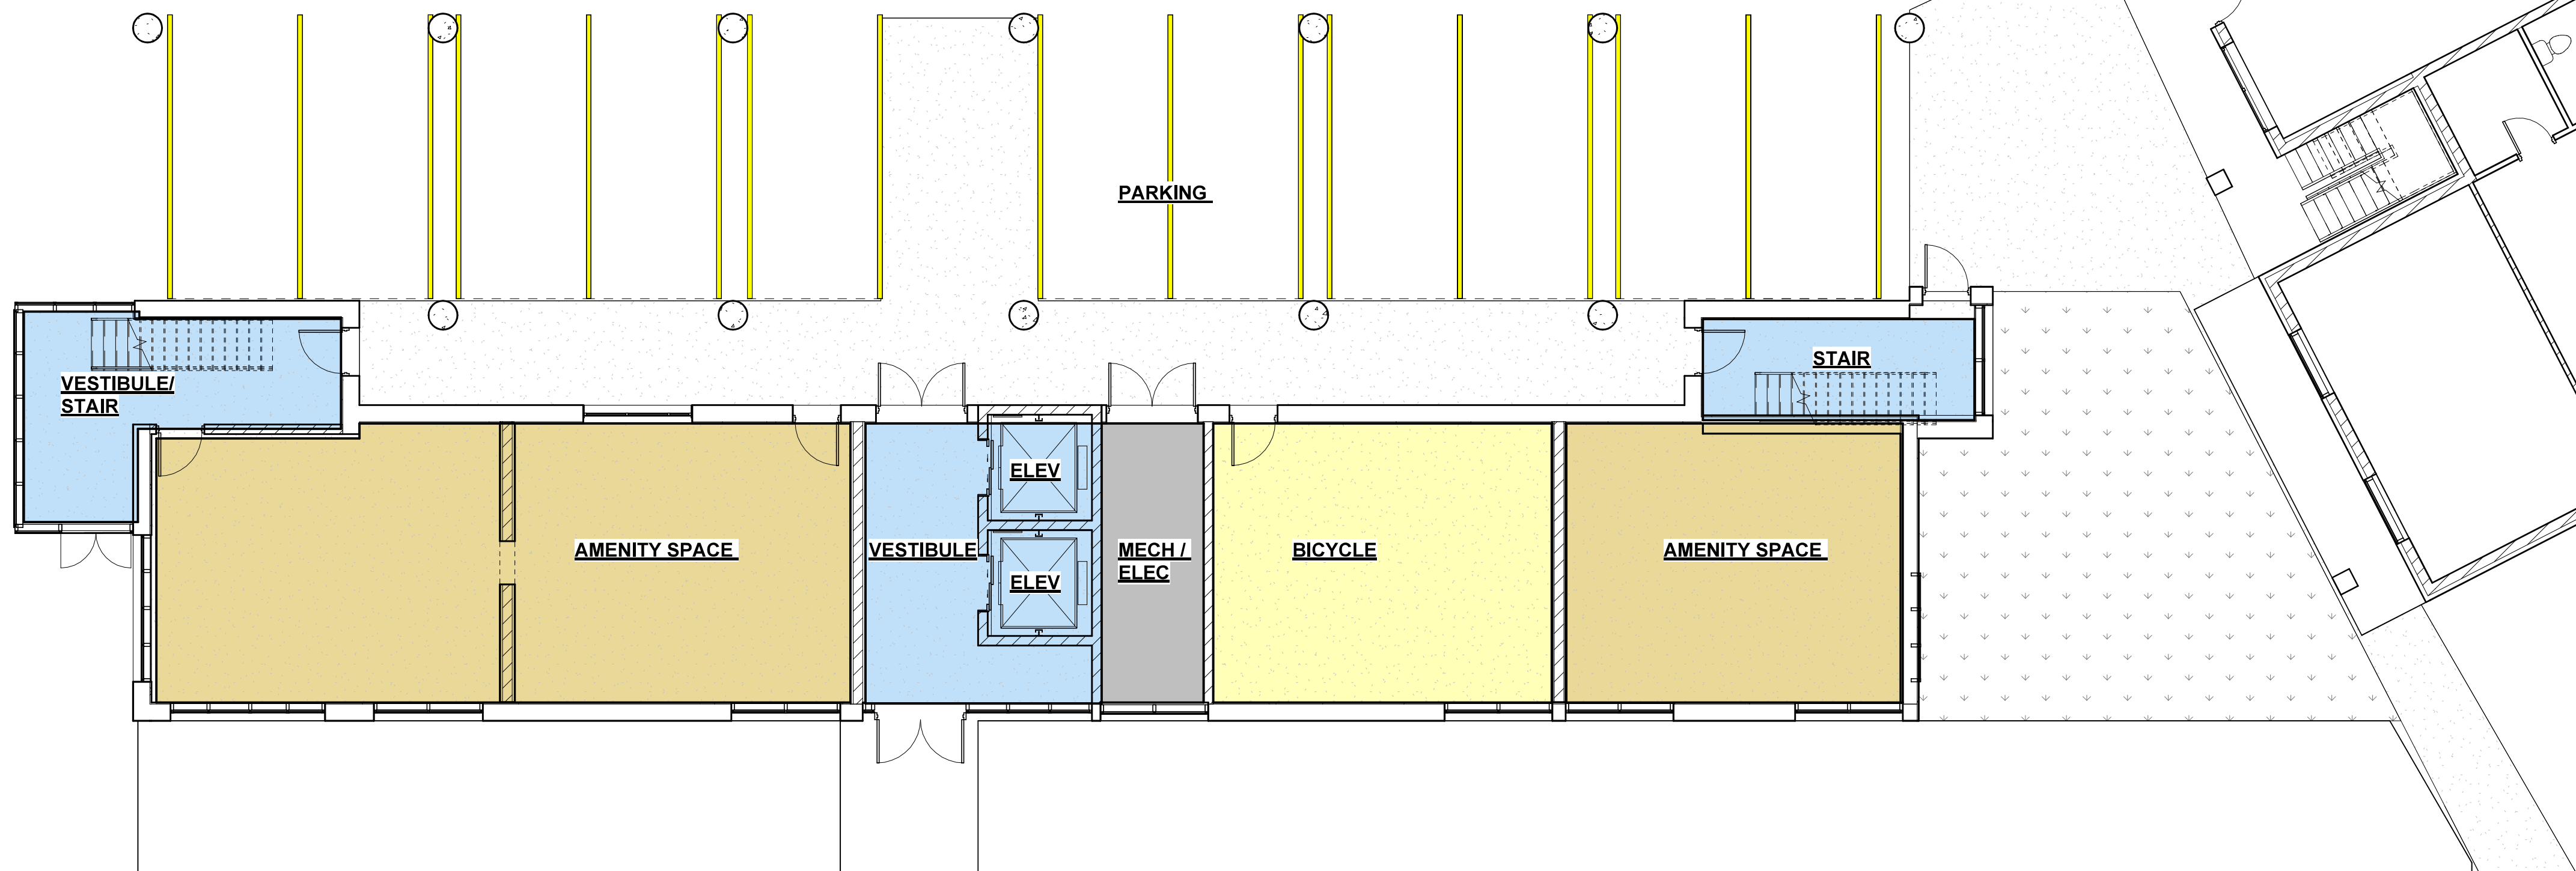 PARKING
VESTIBULE/
STAIR
STAIR
ELEV
AMENITY SPACE
VESTIBULE
MECH /
ELEC
BICYCLE
AMENITY SPACE
ELEV